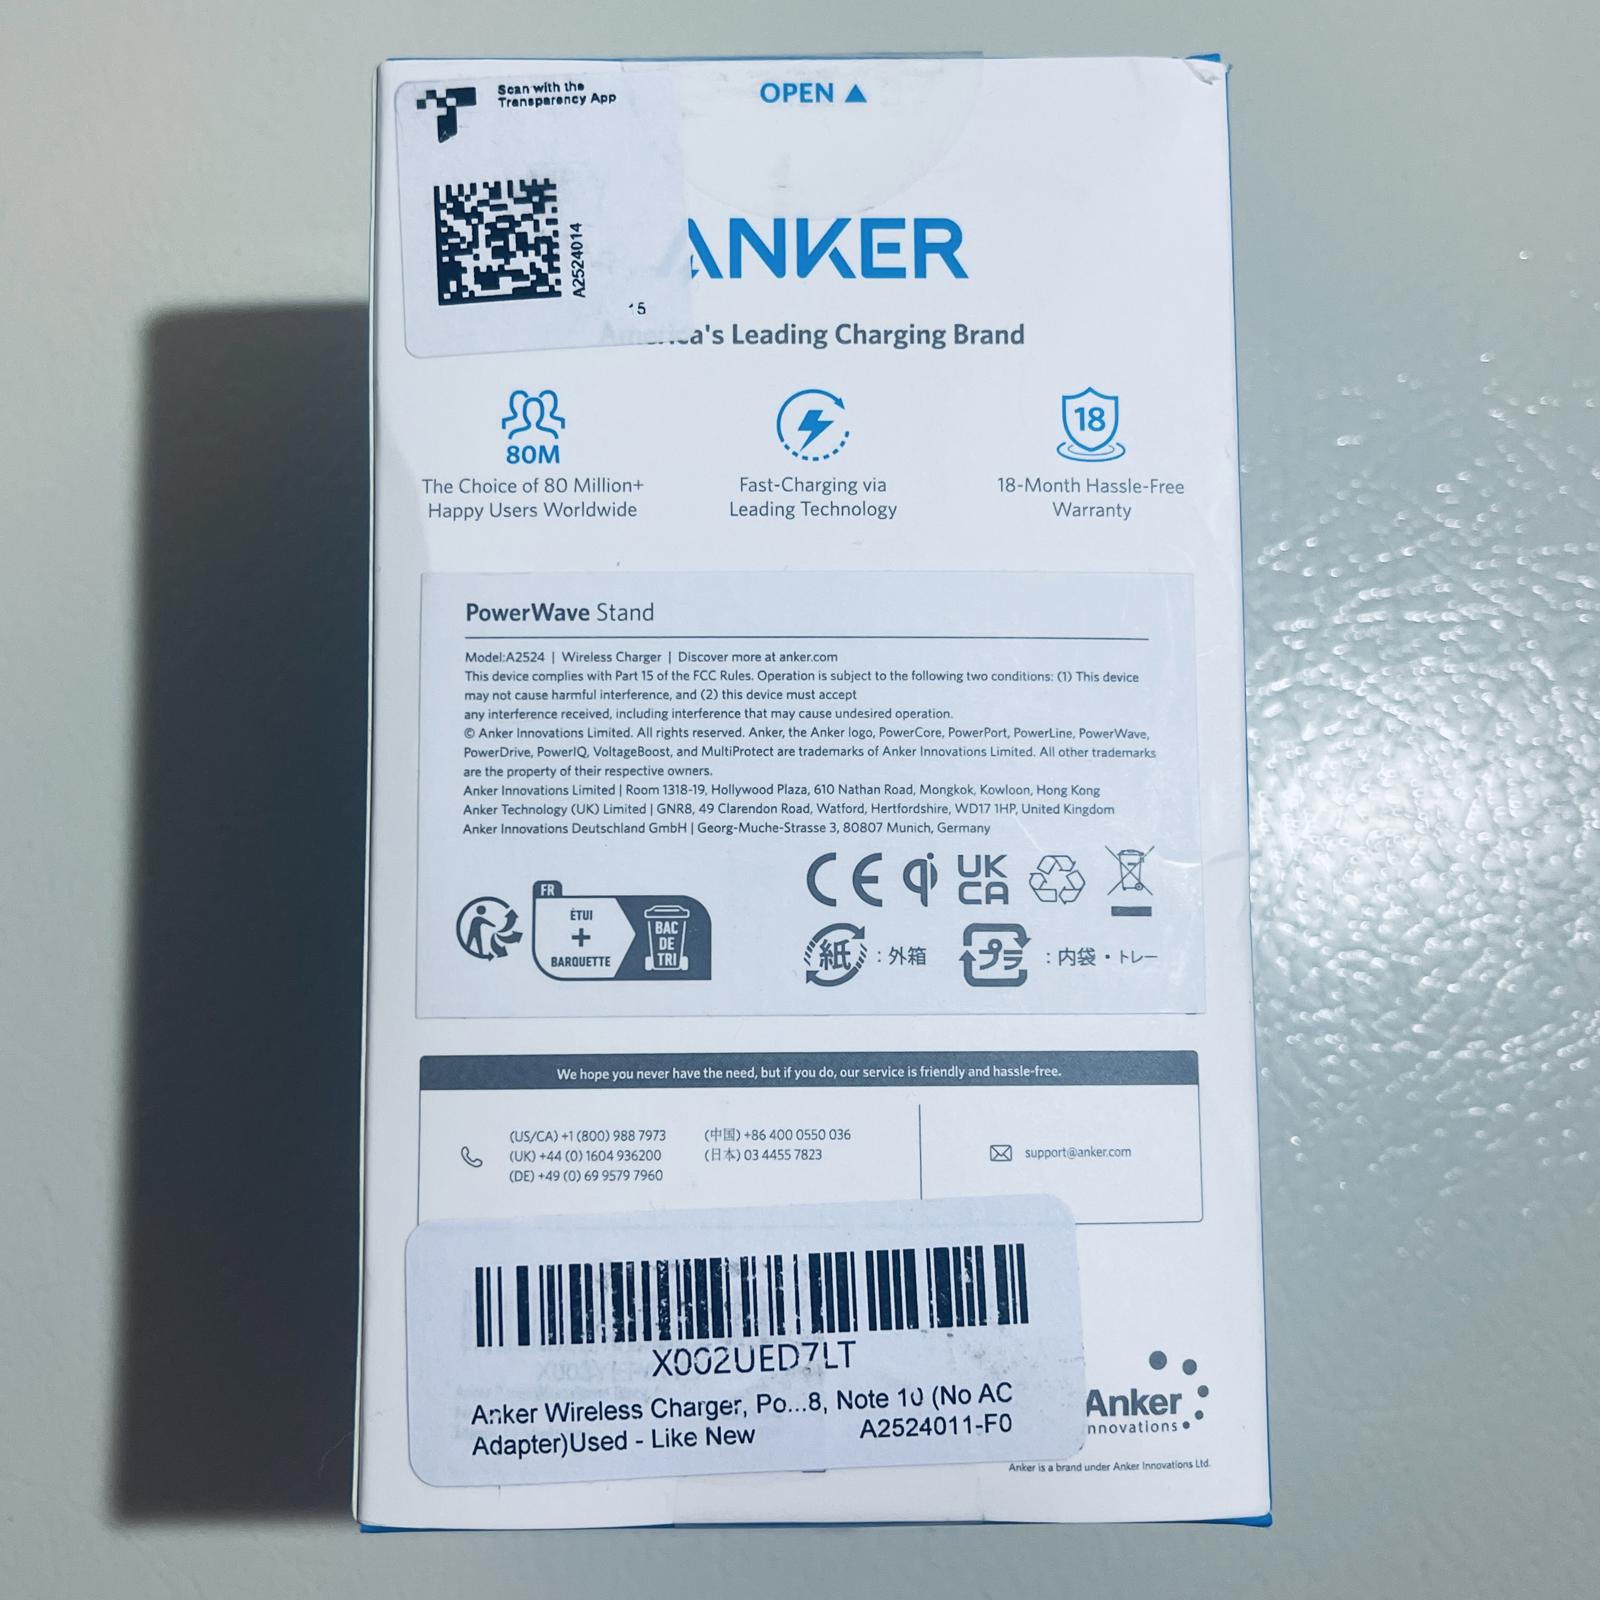 Scan with the
Transparency App
A2524014
15
OPEN ▲
ANKER
America's Leading Charging Brand
80M
The Choice of 80 Million+
Happy Users Worldwide
Fast-Charging via
Leading Technology
18
18-Month Hassle-Free
Warranty
PowerWave Stand
Model:A2524 | Wireless Charger | Discover more at anker.com
This device complies with Part 15 of the FCC Rules. Operation is subject to the following two conditions: (1) This device
may not cause harmful interference, and (2) this device must accept
any interference received, including interference that may cause undesired operation.
© Anker Innovations Limited. All rights reserved. Anker, the Anker logo, PowerCore, PowerPort, PowerLine, PowerWave,
PowerDrive, PowerIQ, VoltageBoost, and MultiProtect are trademarks of Anker Innovations Limited. All other trademarks
are the property of their respective owners.
Anker Innovations Limited | Room 1318-19, Hollywood Plaza, 610 Nathan Road, Mongkok, Kowloon, Hong Kong
Anker Technology (UK) Limited | GNR8, 49 Clarendon Road, Watford, Hertfordshire, WD17 1HP, United Kingdom
Anker Innovations Deutschland GmbH | Georg-Muche-Strasse 3, 80807 Munich, Germany
CE qi UK
CA
FR
ÉTUI
+
BARQUETTE
BAC
DE
TRI
紙 : 外箱
プラ : 内袋・トレー
We hope you never have the need, but if you do, our service is friendly and hassle-free.
(US/CA) +1 (800) 988 7973
(UK) +44 (0) 1604 936200
(DE) +49 (0) 69 9579 7960
(中国) +86 400 0550 036
(日本) 03 4455 7823
support@anker.com
X002UED7LT
Anker Wireless Charger, Po...8, Note 10 (No AC
Adapter)Used - Like New
A2524011-F0
Anker
nnovations
Anker is a brand under Anker Innovations Ltd.